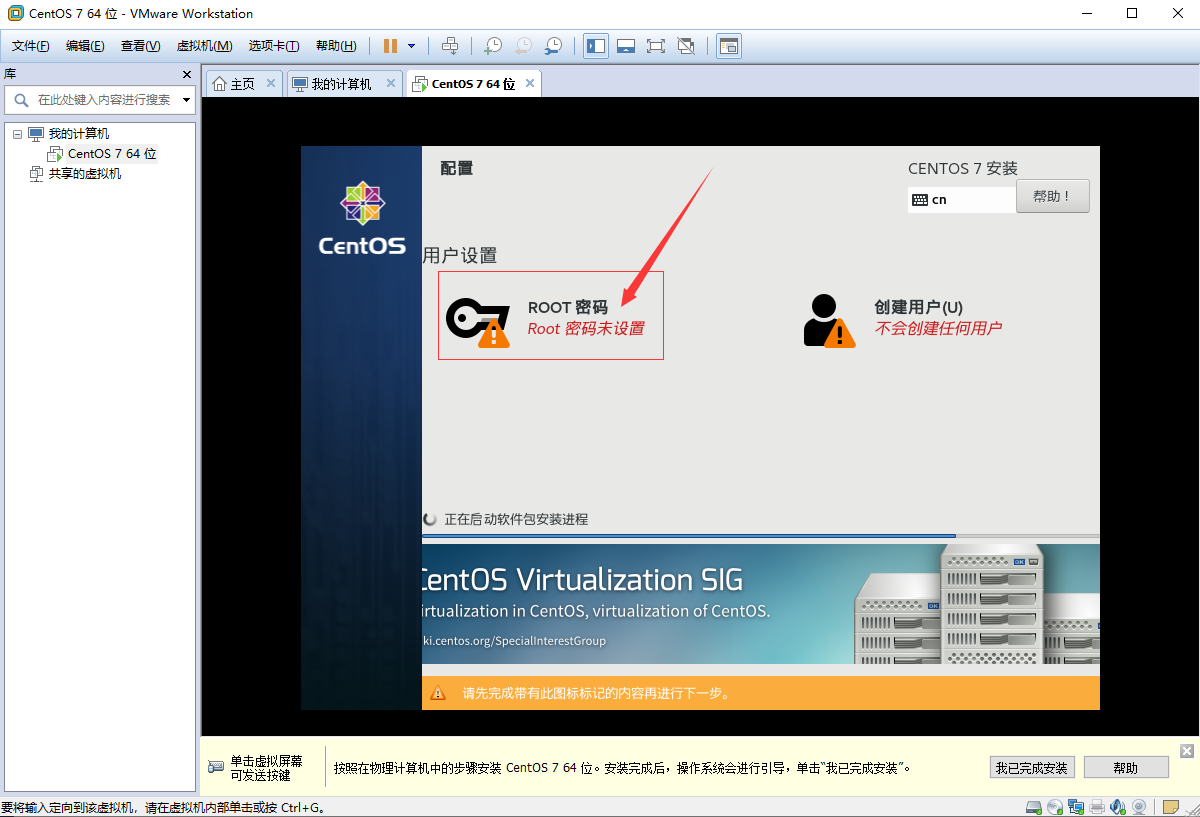 CentOS 7 64 位 - VMware Workstation
文件(F) 编辑(E) 查看(V) 虚拟机(M) 选项卡(T) 帮助(H)
库
在此处键入内容进行搜索
我的计算机
CentOS 7 64 位
共享的虚拟机
主页 我的计算机 CentOS 7 64 位
CentOS
配置
CENTOS 7 安装
cn
帮助！
用户设置
ROOT 密码
Root 密码未设置
创建用户(U)
不会创建任何用户
正在启动软件包安装进程
CentOS Virtualization SIG
irtualization in CentOS, virtualization of CentOS.
ki.centos.org/SpecialInterestGroup
OK
OK
请先完成带有此图标标记的内容再进行下一步。
单击虚拟屏幕
可发送按键
按照在物理计算机中的步骤安装 CentOS 7 64 位。安装完成后，操作系统会进行引导，单击“我已完成安装”。
我已完成安装
帮助
要将输入定向到该虚拟机，请在虚拟机内部单击或按 Ctrl+G。